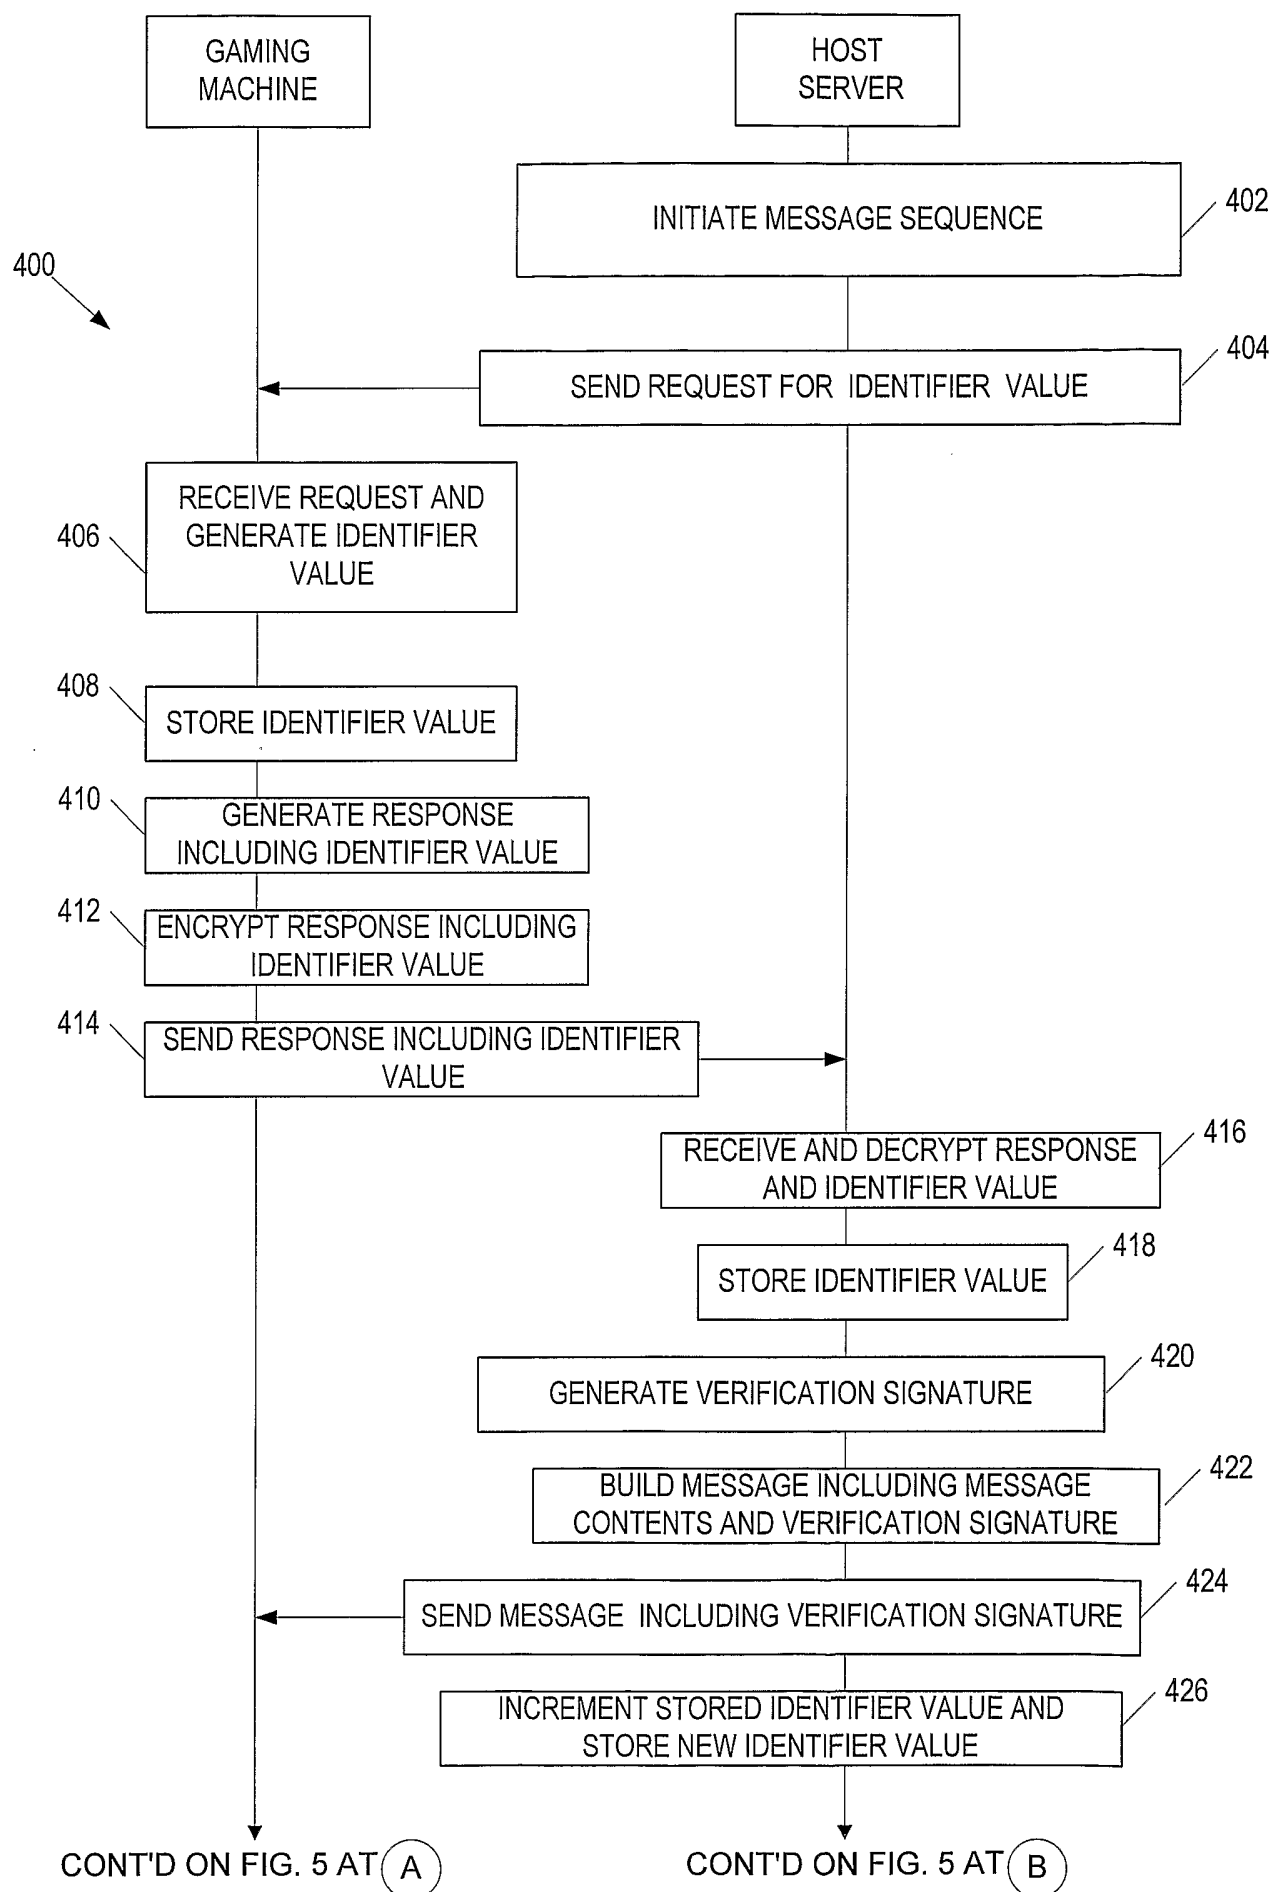 GAMING
MACHINE
HOST
SERVER
INITIATE MESSAGE SEQUENCE
402
400
SEND REQUEST FOR IDENTIFIER VALUE
404
RECEIVE REQUEST AND
GENERATE IDENTIFIER
VALUE
406
408
STORE IDENTIFIER VALUE
410
GENERATE RESPONSE
INCLUDING IDENTIFIER VALUE
412
ENCRYPT RESPONSE INCLUDING
IDENTIFIER VALUE
414
SEND RESPONSE INCLUDING IDENTIFIER
VALUE
RECEIVE AND DECRYPT RESPONSE
AND IDENTIFIER VALUE
416
STORE IDENTIFIER VALUE
418
GENERATE VERIFICATION SIGNATURE
420
BUILD MESSAGE INCLUDING MESSAGE
CONTENTS AND VERIFICATION SIGNATURE
422
SEND MESSAGE INCLUDING VERIFICATION SIGNATURE
424
INCREMENT STORED IDENTIFIER VALUE AND
STORE NEW IDENTIFIER VALUE
426
CONT'D ON FIG. 5 AT A
CONT'D ON FIG. 5 AT B